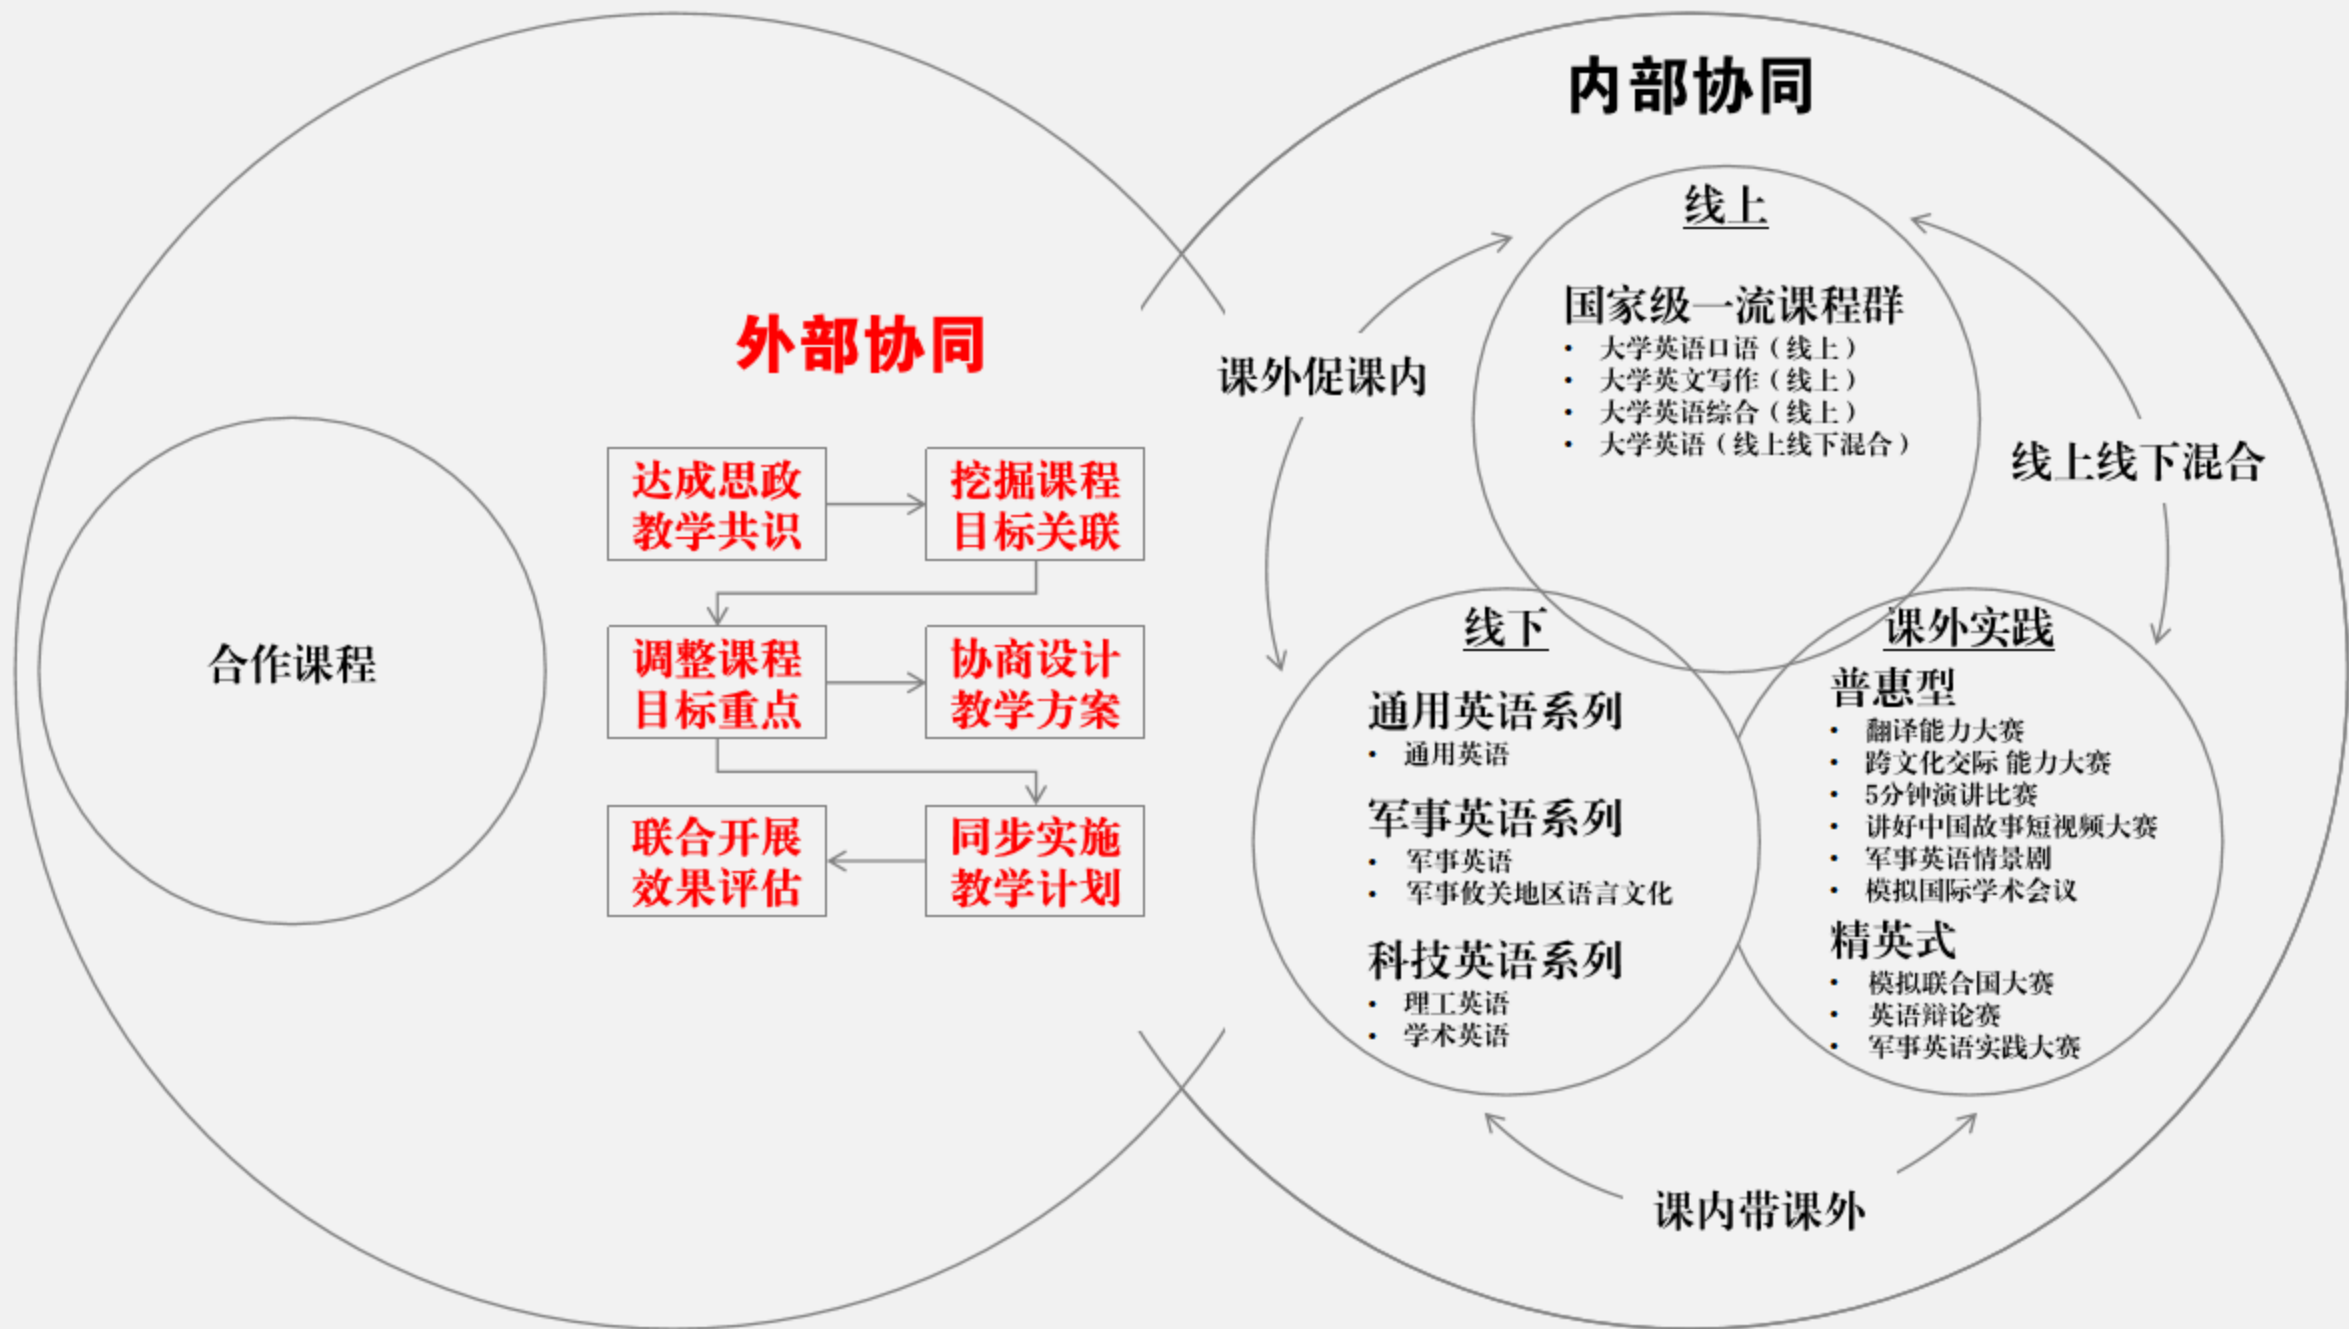 外部协同
合作课程
达成思政
教学共识
挖掘课程
目标关联
调整课程
目标重点
协商设计
教学方案
联合开展
效果评估
同步实施
教学计划
内部协同
课外促课内
线上
国家级一流课程群
• 大学英语口语（线上）
• 大学英文写作（线上）
• 大学英语综合（线上）
• 大学英语（线上线下混合）
线上线下混合
线下
通用英语系列
• 通用英语
军事英语系列
• 军事英语
• 军事攸关地区语言文化
科技英语系列
• 理工英语
• 学术英语
课外实践
普惠型
• 翻译能力大赛
• 跨文化交际 能力大赛
• 5分钟演讲比赛
• 讲好中国故事短视频大赛
• 军事英语情景剧
• 模拟国际学术会议
精英式
• 模拟联合国大赛
• 英语辩论赛
• 军事英语实践大赛
课内带课外